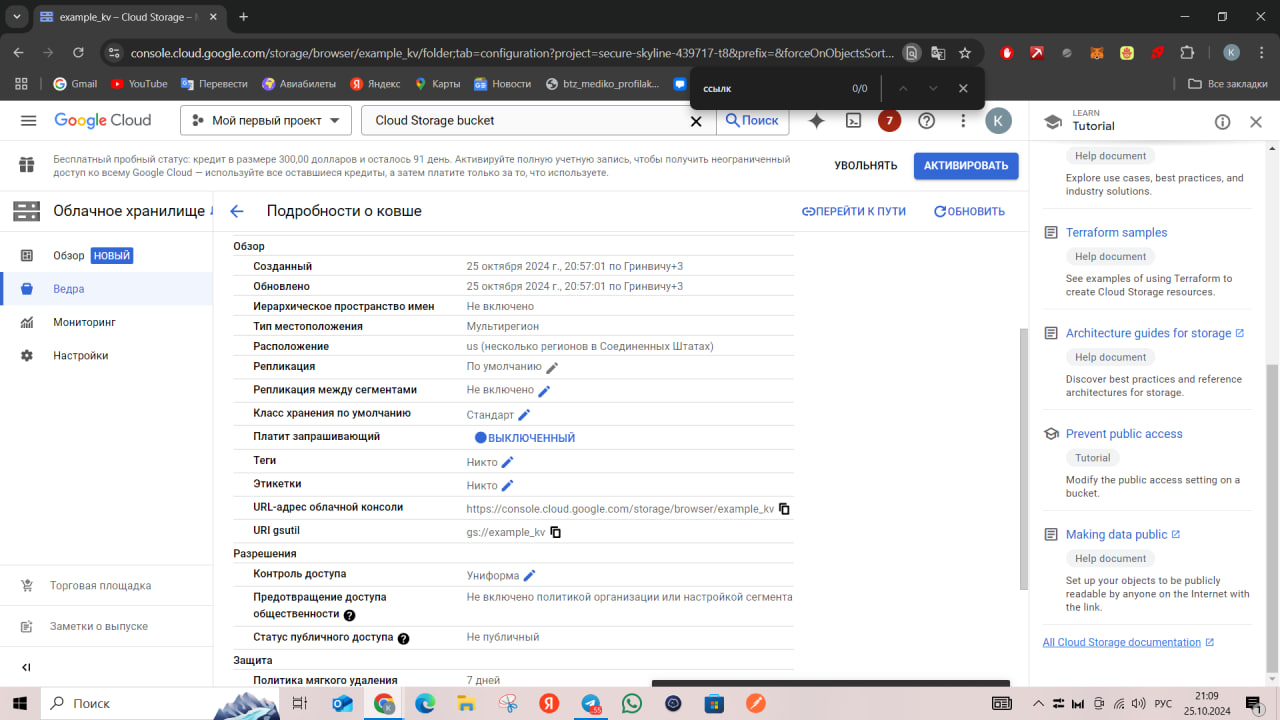 example_kv – Cloud Storage – M
console.cloud.google.com/storage/browser/example_kv/folder;tab=configuration?project=secure-skyline-439717-t8&prefix=&forceOnObjectsSort...
K
Gmail
YouTube
Перевести
Авиабилеты
Яндекс
Карты
Новости
btz_mediko_profilak...
Все закладки
ссылк
0/0
Google Cloud
Мой первый проект
Cloud Storage bucket
Поиск
7
K
LEARN
Tutorial
Бесплатный пробный статус: кредит в размере 300,00 долларов и осталось 91 день. Активируйте полную учетную запись, чтобы получить неограниченный
доступ ко всему Google Cloud — используйте все оставшиеся кредиты, а затем платите только за то, что используете.
УВОЛЬНЯТЬ
АКТИВИРОВАТЬ
Облачное хранилище
Подробности о ковше
ПЕРЕЙТИ К ПУТИ
ОБНОВИТЬ
Обзор
НОВЫЙ
Ведра
Мониторинг
Настройки
Торговая площадка
Заметки о выпуске
Обзор
Созданный
25 октября 2024 г., 20:57:01 по Гринвичу+3
Обновлено
25 октября 2024 г., 20:57:01 по Гринвичу+3
Иерархическое пространство имен
Не включено
Тип местоположения
Мультирегион
Расположение
us (несколько регионов в Соединенных Штатах)
Репликация
По умолчанию
Репликация между сегментами
Не включено
Класс хранения по умолчанию
Стандарт
Платит запрашивающий
ВЫКЛЮЧЕННЫЙ
Теги
Никто
Этикетки
Никто
URL-адрес облачной консоли
https://console.cloud.google.com/storage/browser/example_kv
URI gsutil
gs://example_kv
Разрешения
Контроль доступа
Униформа
Предотвращение доступа
общественности
Не включено политикой организации или настройкой сегмента
Статус публичного доступа
Не публичный
Защита
Политика мягкого удаления
7 дней
Help document
Explore use cases, best practices, and
industry solutions.
Terraform samples
Help document
See examples of using Terraform to
create Cloud Storage resources.
Architecture guides for storage
Help document
Discover best practices and reference
architectures for storage.
Prevent public access
Tutorial
Modify the public access setting on a
bucket.
Making data public
Help document
Set up your objects to be publicly
readable by anyone on the Internet with
the link.
All Cloud Storage documentation
Поиск
55
РУС
21:09
25.10.2024
1